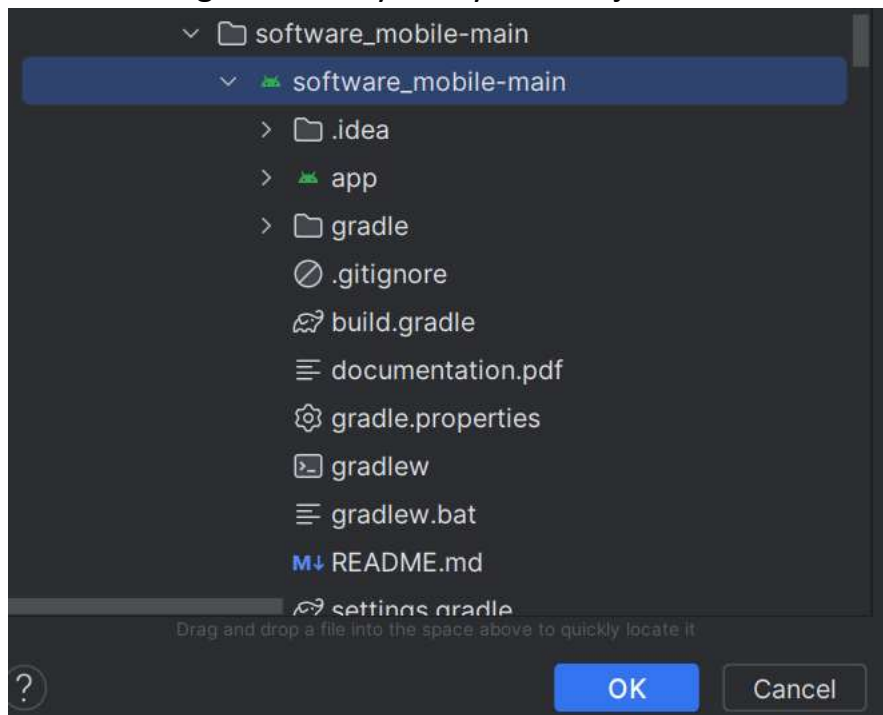 software_mobile-main
software_mobile-main
.idea
app
gradle
.gitignore
build.gradle
documentation.pdf
gradle.properties
gradlew
gradlew.bat
M↓ README.md
settings.gradle
Drag and drop a file into the space above to quickly locate it
? OK Cancel